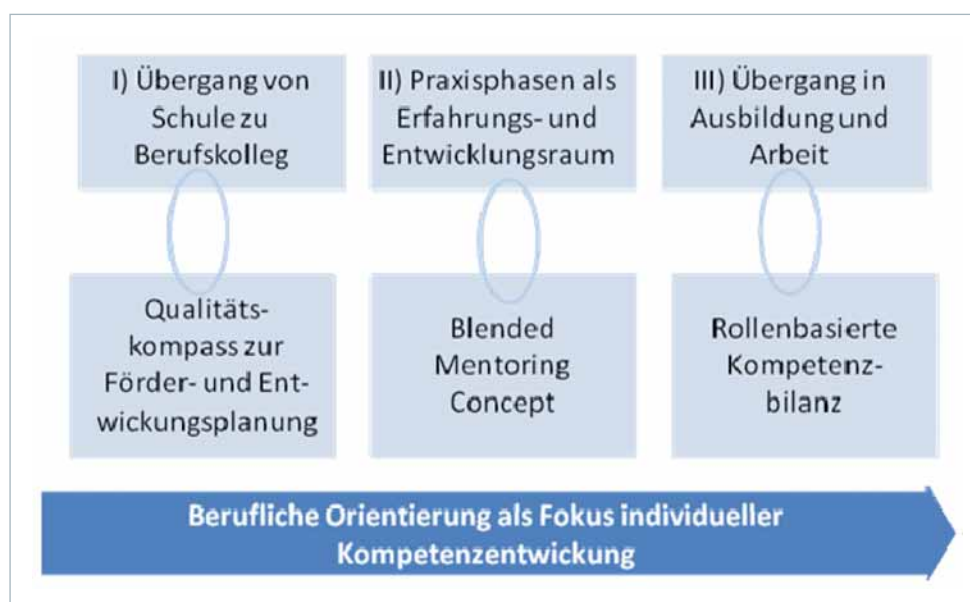 I) Übergang von
Schule zu
Berufskolleg
II) Praxisphasen als
Erfahrungs- und
Entwicklungsraum
III) Übergang in
Ausbildung und
Arbeit
Qualitäts-
kompass zur
Förder- und Ent-
wickungsplanung
Blended
Mentoring
Concept
Rollenbasierte
Kompetenz-
bilanz
Berufliche Orientierung als Fokus individueller
Kompetenzentwickung